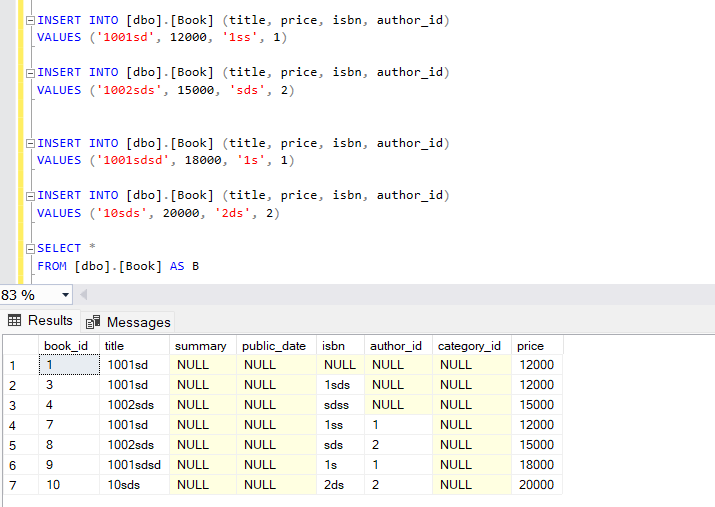 INSERT INTO [dbo].[Book] (title, price, isbn, author_id)
VALUES ('1001sd', 12000, '1ss', 1)
INSERT INTO [dbo].[Book] (title, price, isbn, author_id)
VALUES ('1002sds', 15000, 'sds', 2)
INSERT INTO [dbo].[Book] (title, price, isbn, author_id)
VALUES ('1001sdsd', 18000, '1s', 1)
INSERT INTO [dbo].[Book] (title, price, isbn, author_id)
VALUES ('10sds', 20000, '2ds', 2)
SELECT *
FROM [dbo].[Book] AS B
83 %
Results Messages
book_id title summary public_date isbn author_id category_id price
1 1 1001sd NULL NULL NULL NULL NULL 12000
2 3 1001sd NULL NULL 1sds NULL NULL 12000
3 4 1002sds NULL NULL sdss NULL NULL 15000
4 7 1001sd NULL NULL 1ss 1 NULL 12000
5 8 1002sds NULL NULL sds 2 NULL 15000
6 9 1001sdsd NULL NULL 1s 1 NULL 18000
7 10 10sds NULL NULL 2ds 2 NULL 20000